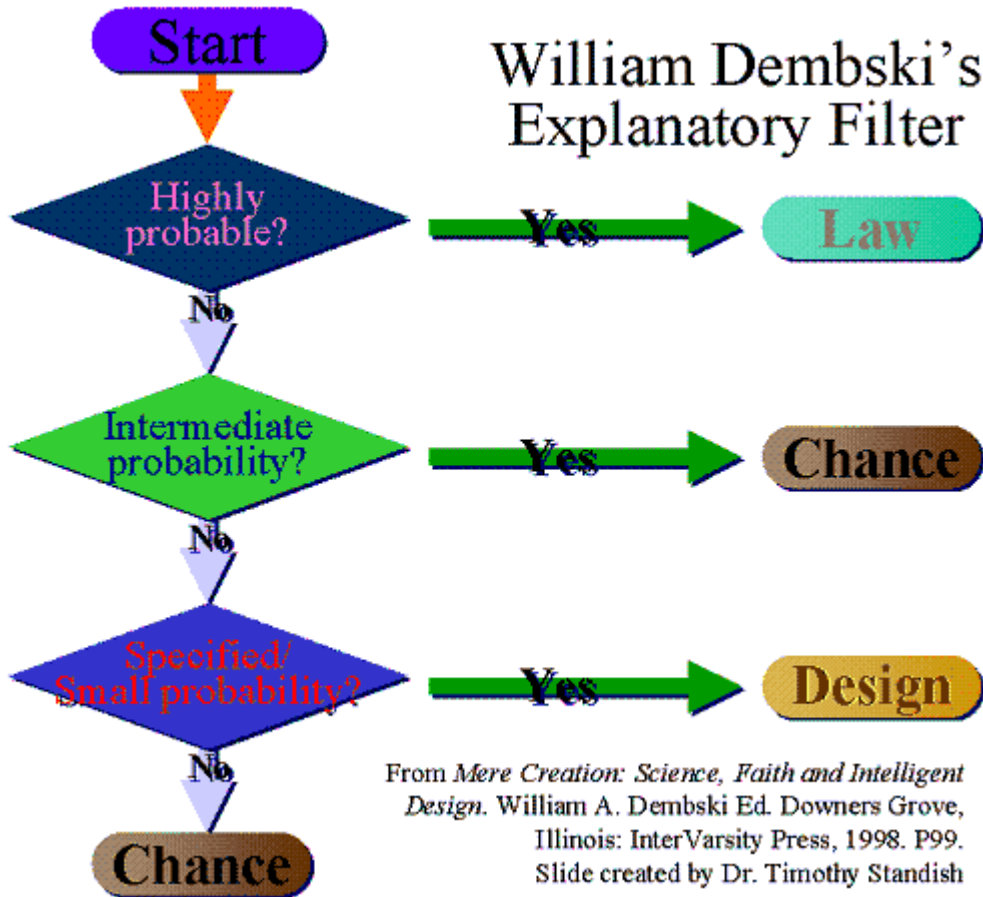 Start
William Dembski's
Explanatory Filter
Highly
probable?
Yes
Law
No
Intermediate
probability?
Yes
Chance
No
Specified/
Small probability?
Yes
Design
No
Chance
From Mere Creation: Science, Faith and Intelligent
Design. William A. Dembski Ed. Downers Grove,
Illinois: InterVarsity Press, 1998. P99.
Slide created by Dr. Timothy Standish